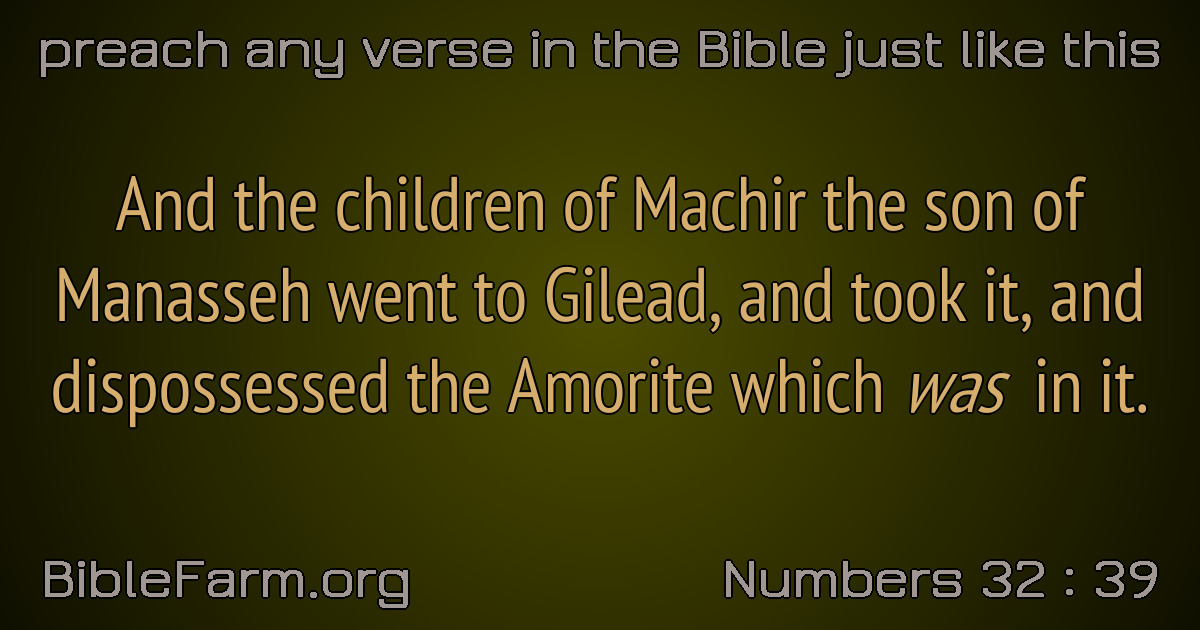 preach any verse in the Bible just like this
And the children of Machir the son of
Manasseh went to Gilead, and took it, and
dispossessed the Amorite which was in it.
BibleFarm.org
Numbers 32 : 39